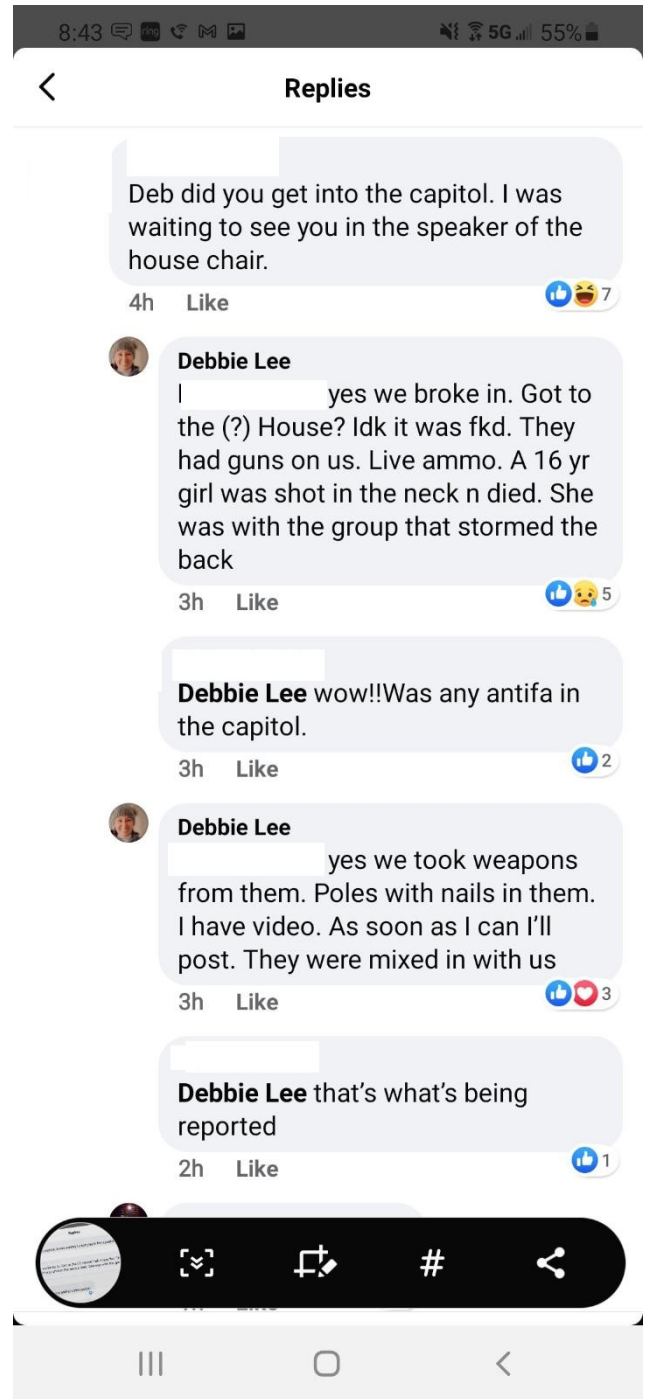 8:43 ring 5G 55%
Replies
Deb did you get into the capitol. I was
waiting to see you in the speaker of the
house chair.
4h Like 7
Debbie Lee
yes we broke in. Got to
the (?) House? Idk it was fkd. They
had guns on us. Live ammo. A 16 yr
girl was shot in the neck n died. She
was with the group that stormed the
back
3h Like 5
Debbie Lee wow!!Was any antifa in
the capitol.
3h Like 2
Debbie Lee
yes we took weapons
from them. Poles with nails in them.
I have video. As soon as I can I’ll
post. They were mixed in with us
3h Like 3
Debbie Lee that’s what’s being
reported
2h Like 1
#